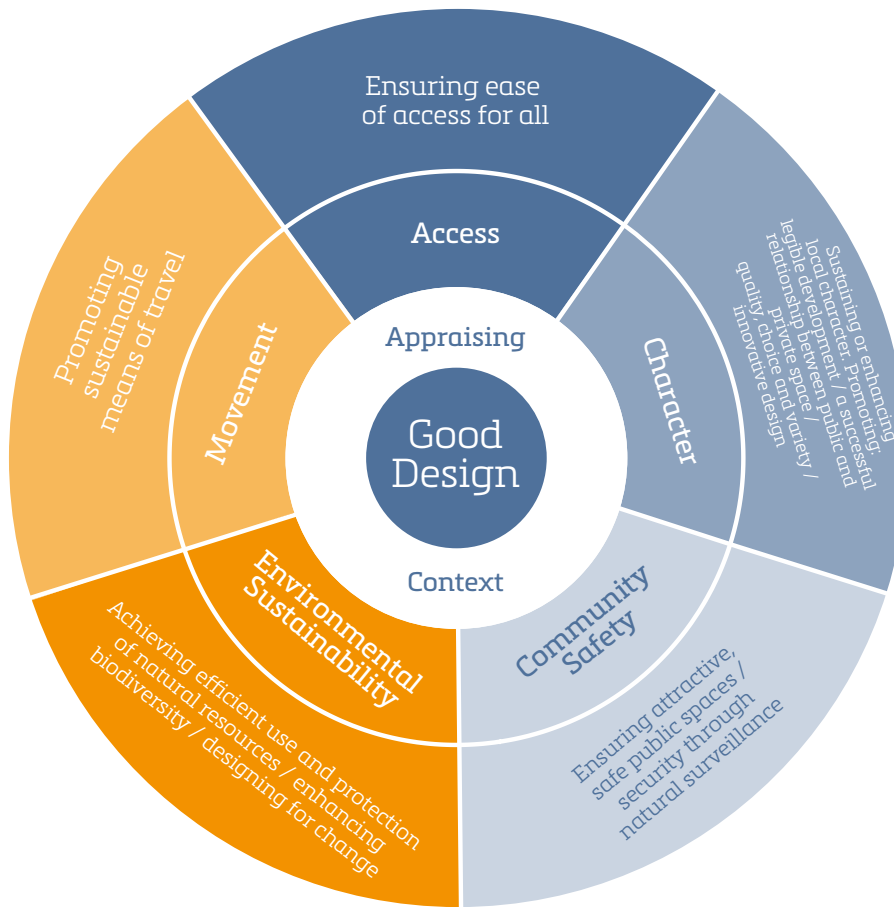 Ensuring ease
of access for all
Access
Sustaining or enhancing
local character. Promoting:
legible development / a successful
relationship between public and
private space /
quality, choice and variety /
innovative design
Character
Community
Safety
Ensuring attractive,
safe public spaces /
security through
natural surveillance
Environmental
Sustainability
Achieving efficient use and protection
of natural resources / enhancing
biodiversity / designing for change
Movement
Promoting
sustainable
means of travel
Appraising
Good
Design
Context